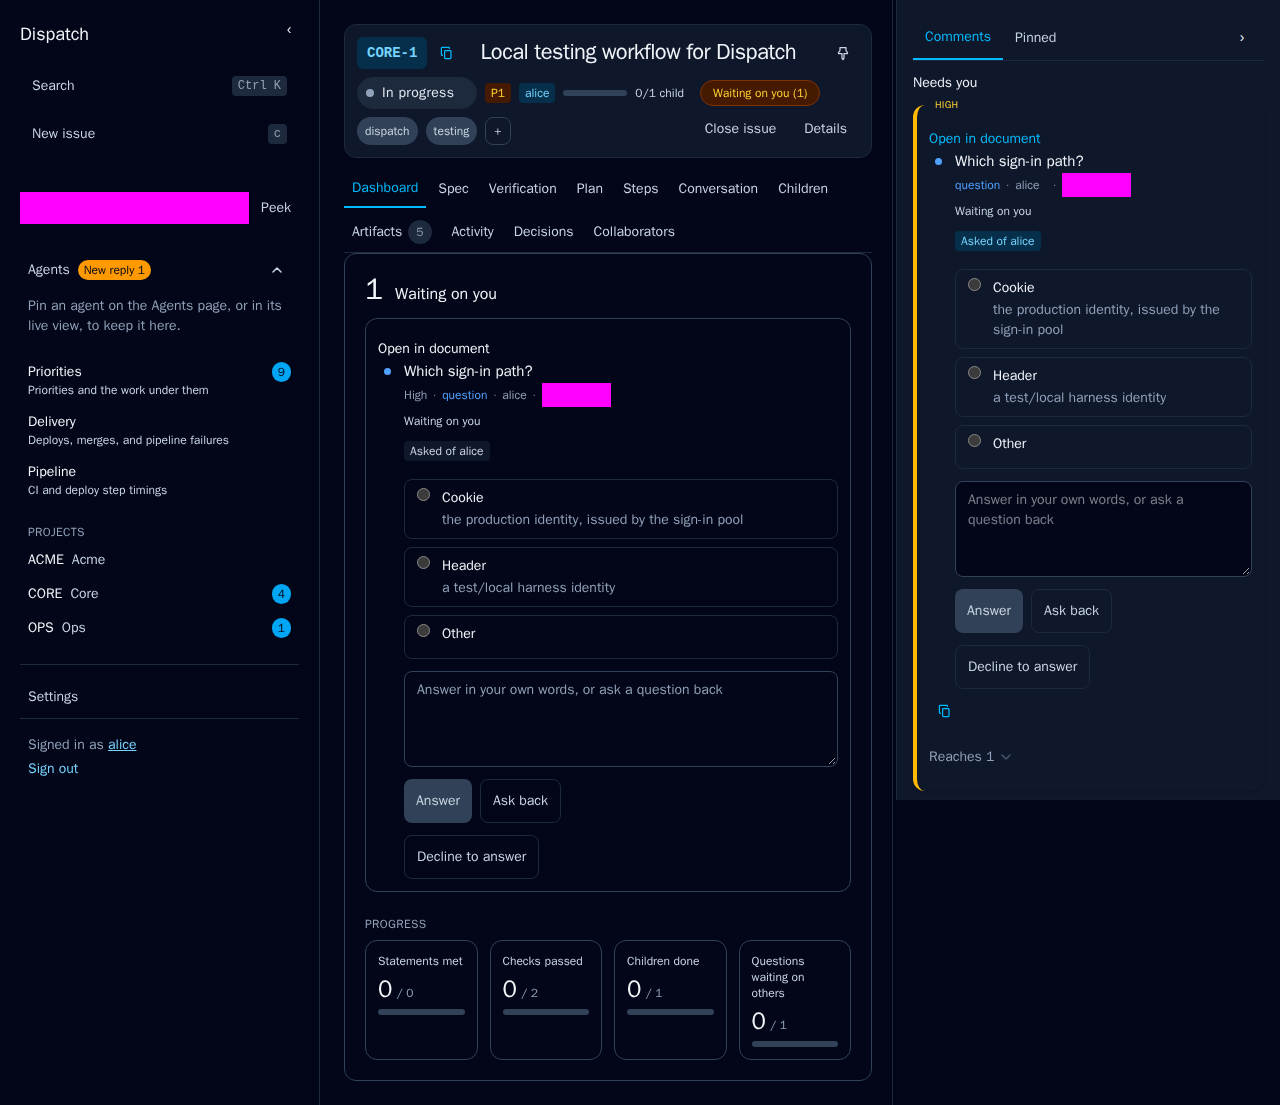 Dispatch
‹
Search
Ctrl K
New issue
C
Peek
Agents
New reply 1
Pin an agent on the Agents page, or in its
live view, to keep it here.
Priorities
9
Priorities and the work under them
Delivery
Deploys, merges, and pipeline failures
Pipeline
CI and deploy step timings
PROJECTS
ACME Acme
CORE Core
4
OPS Ops
1
Settings
Signed in as alice
Sign out
CORE-1
Local testing workflow for Dispatch
In progress
P1
alice
0/1 child
Waiting on you (1)
dispatch
testing
+
Close issue
Details
Dashboard
Spec
Verification
Plan
Steps
Conversation
Children
Artifacts
5
Activity
Decisions
Collaborators
1 Waiting on you
Open in document
Which sign-in path?
High · question · alice ·
Waiting on you
Asked of alice
Cookie
the production identity, issued by the sign-in pool
Header
a test/local harness identity
Other
Answer in your own words, or ask a question back
Answer
Ask back
Decline to answer
PROGRESS
Statements met
0 / 0
Checks passed
0 / 2
Children done
0 / 1
Questions
waiting on
others
0 / 1
Comments
Pinned
›
Needs you
HIGH
Open in document
Which sign-in path?
question · alice ·
Waiting on you
Asked of alice
Cookie
the production identity, issued by the
sign-in pool
Header
a test/local harness identity
Other
Answer in your own words, or ask a
question back
Answer
Ask back
Decline to answer
Reaches 1